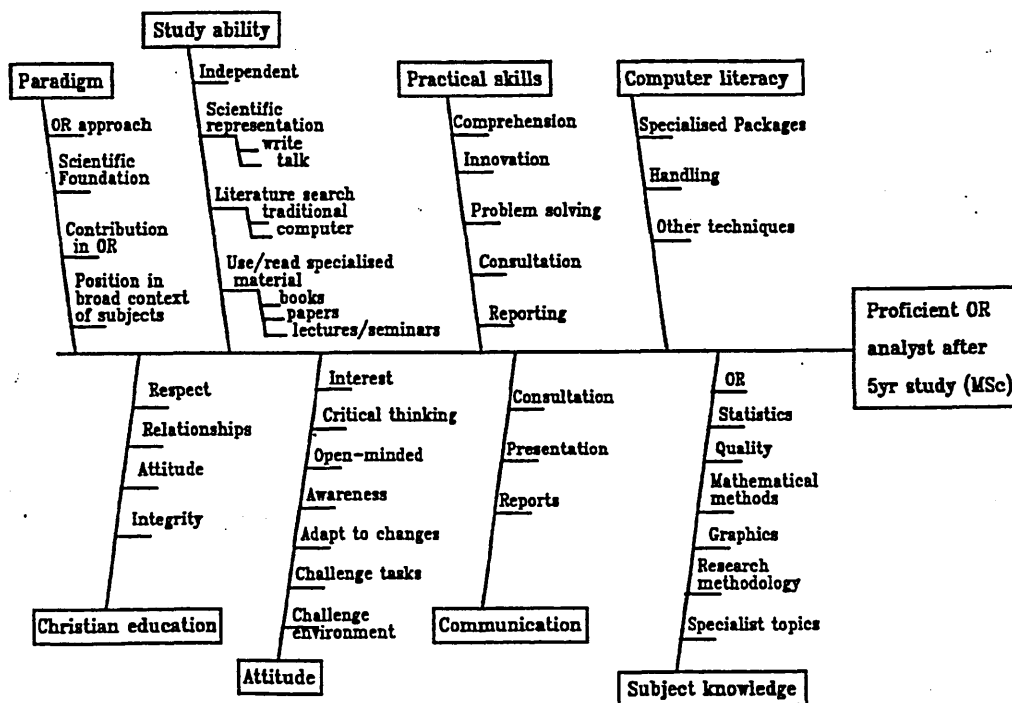 Study ability
Independent
Scientific
representation
write
talk
Literature search
traditional
computer
Use/read specialised
material
books
papers
lectures/seminars
Paradigm
OR approach
Scientific
Foundation
Contribution
in OR
Position in
broad context
of subjects
Practical skills
Comprehension
Innovation
Problem solving
Consultation
Reporting
Computer literacy
Specialised Packages
Handling
Other techniques
Proficient OR
analyst after
5yr study (MSc)
Respect
Relationships
Attitude
Integrity
Christian education
Interest
Critical thinking
Open-minded
Awareness
Adapt to changes
Challenge tasks
Challenge
environment
Attitude
Consultation
Presentation
Reports
Communication
OR
Statistics
Quality
Mathematical
methods
Graphics
Research
methodology
Specialist topics
Subject knowledge